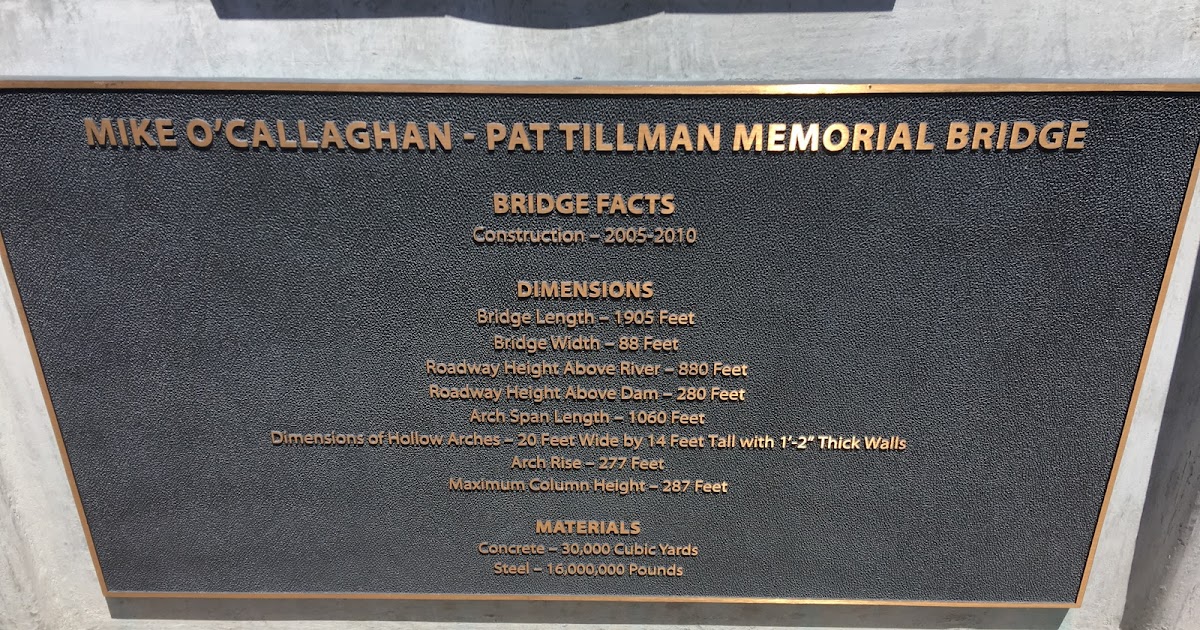 MIKE O'CALLAGHAN - PAT TILLMAN MEMORIAL BRIDGE
BRIDGE FACTS
Construction – 2005-2010
DIMENSIONS
Bridge Length – 1905 Feet
Bridge Width – 88 Feet
Roadway Height Above River – 880 Feet
Roadway Height Above Dam – 280 Feet
Arch Span Length – 1060 Feet
Dimensions of Hollow Arches – 20 Feet Wide by 14 Feet Tall with 1'-2" Thick Walls
Arch Rise – 277 Feet
Maximum Column Height – 287 Feet
MATERIALS
Concrete – 30,000 Cubic Yards
Steel – 16,000,000 Pounds